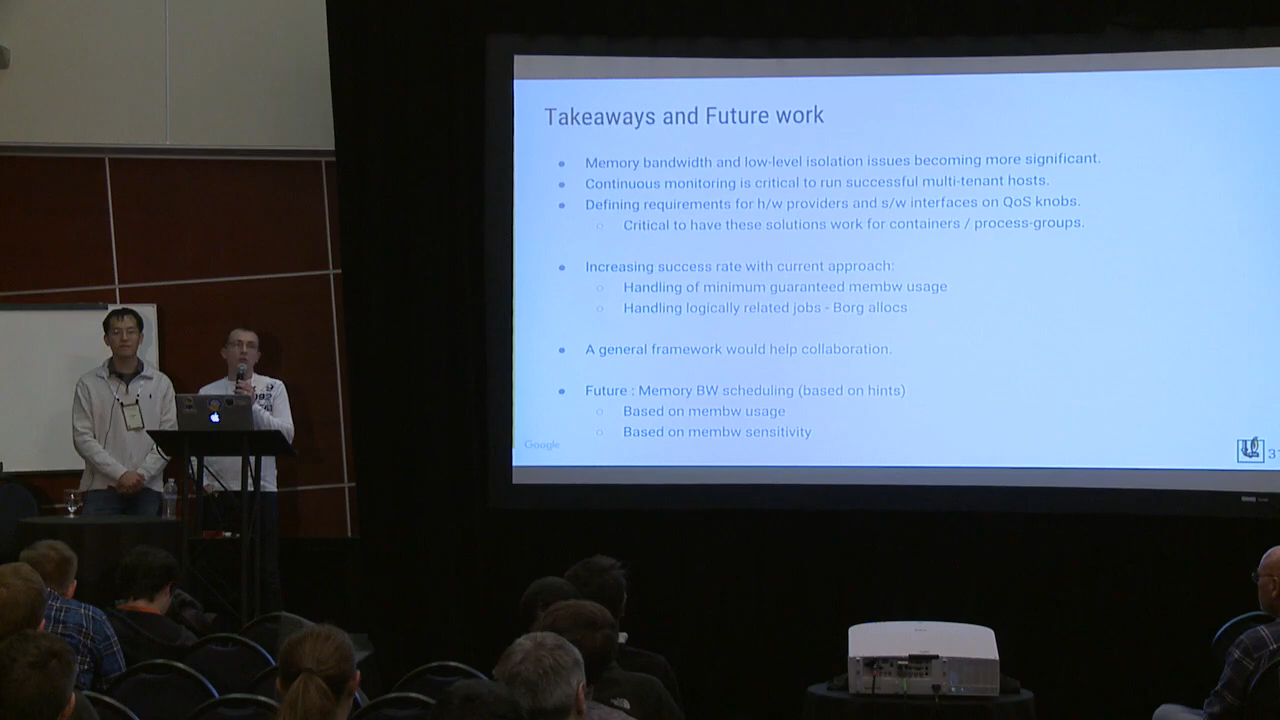 Takeaways and Future work
Memory bandwidth and low-level isolation issues becoming more significant.
Continuous monitoring is critical to run successful multi-tenant hosts.
Defining requirements for h/w providers and s/w interfaces on QoS knobs.
Critical to have these solutions work for containers / process-groups.
Increasing success rate with current approach:
Handling of minimum guaranteed membw usage
Handling logically related jobs - Borg allocs
A general framework would help collaboration.
Future : Memory BW scheduling (based on hints)
Based on membw usage
Based on membw sensitivity
Google